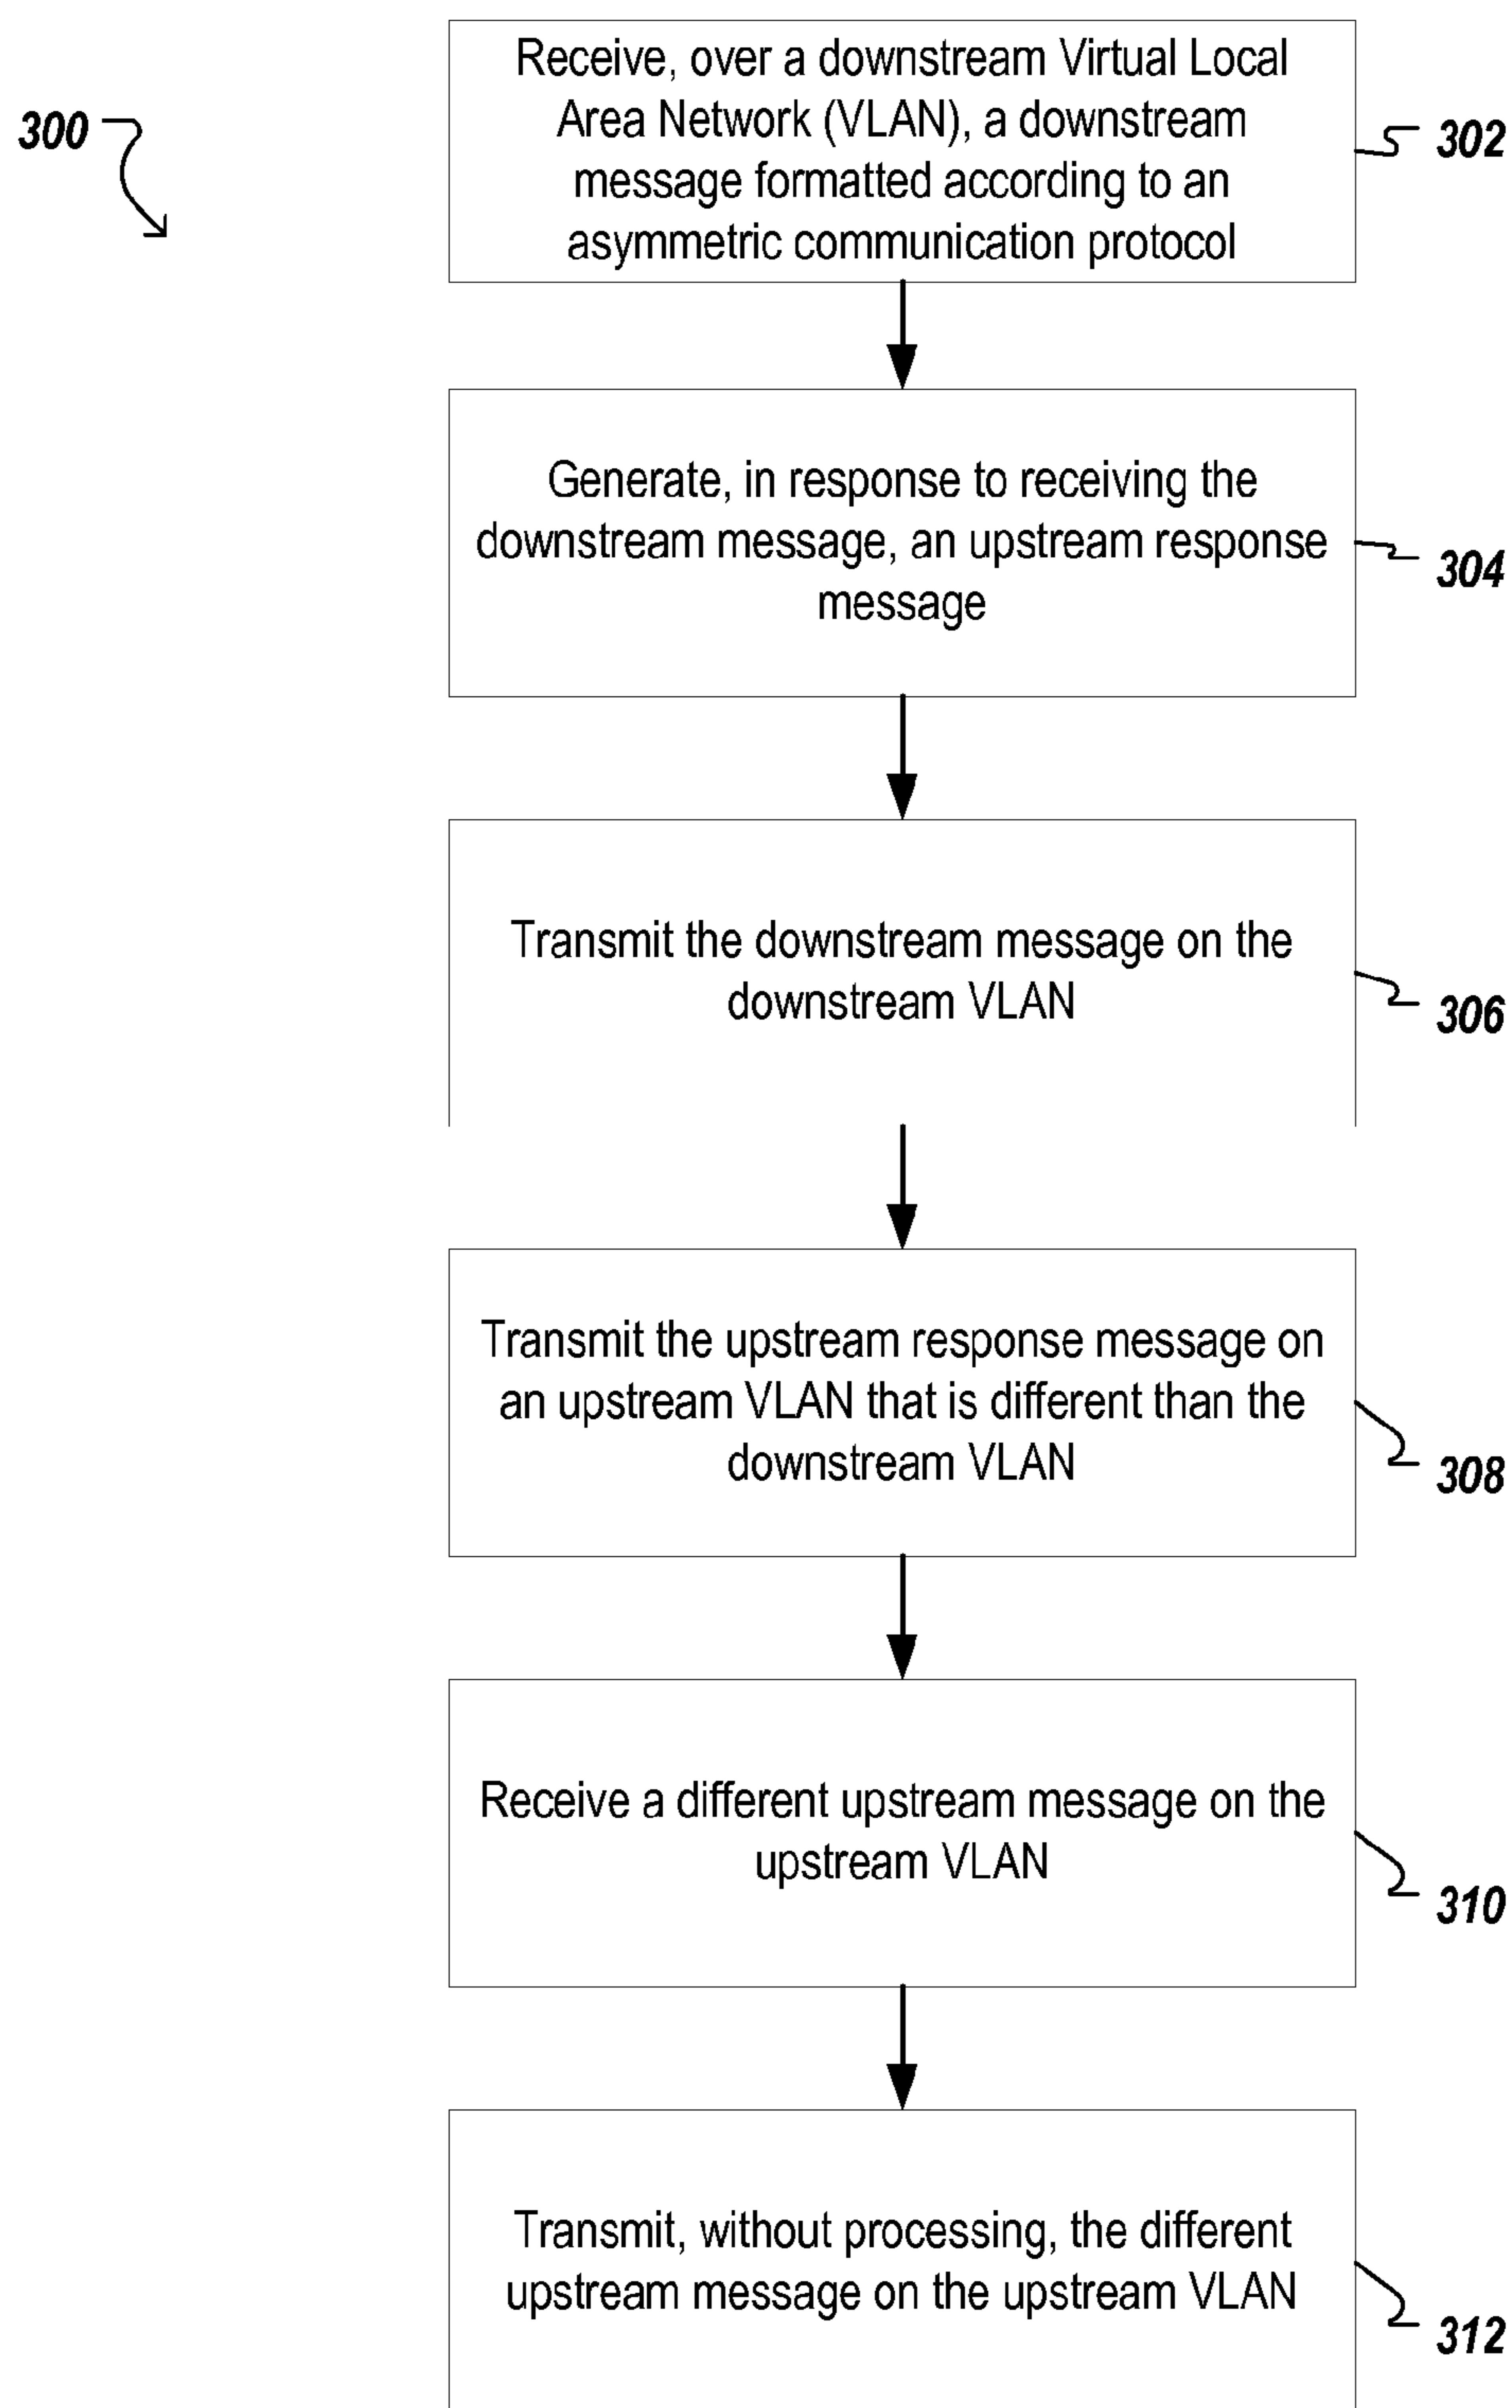 300
Receive, over a downstream Virtual Local
Area Network (VLAN), a downstream
message formatted according to an
asymmetric communication protocol
302
Generate, in response to receiving the
downstream message, an upstream response
message
304
Transmit the downstream message on the
downstream VLAN
306
Transmit the upstream response message on
an upstream VLAN that is different than the
downstream VLAN
308
Receive a different upstream message on the
upstream VLAN
310
Transmit, without processing, the different
upstream message on the upstream VLAN
312